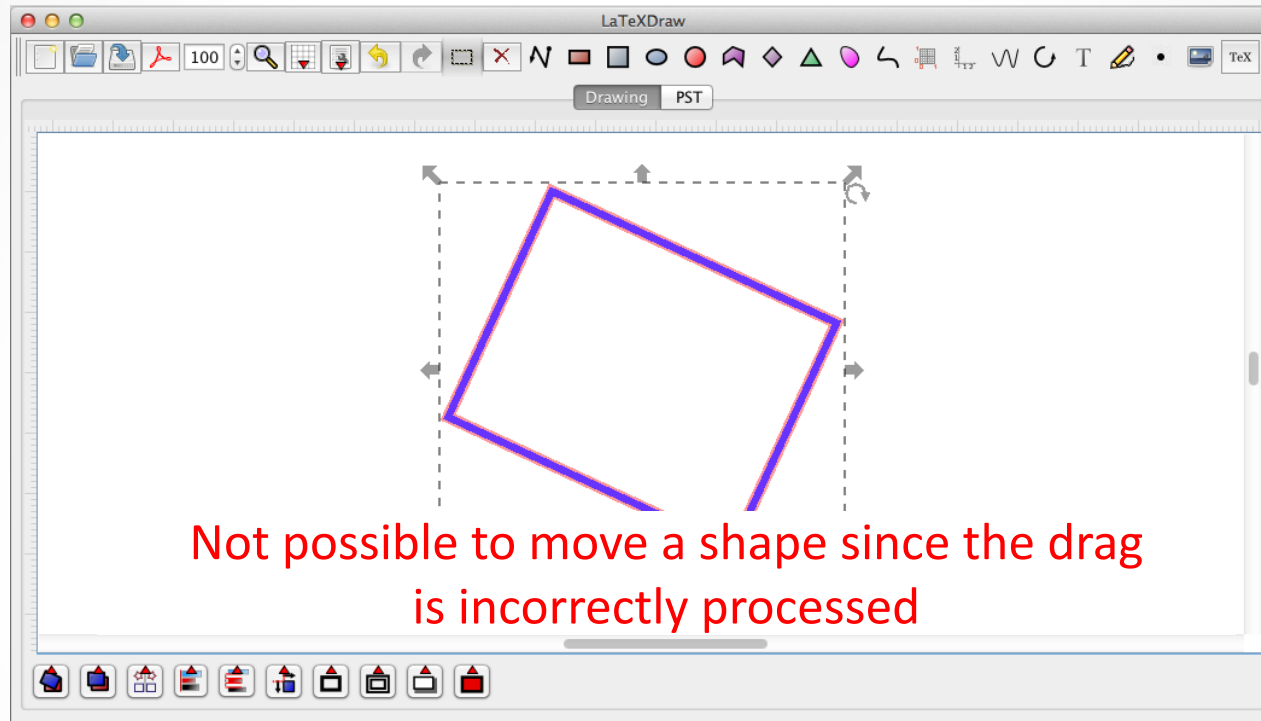 LaTeXDraw
100
T
TeX
Drawing PST
Not possible to move a shape since the drag
is incorrectly processed